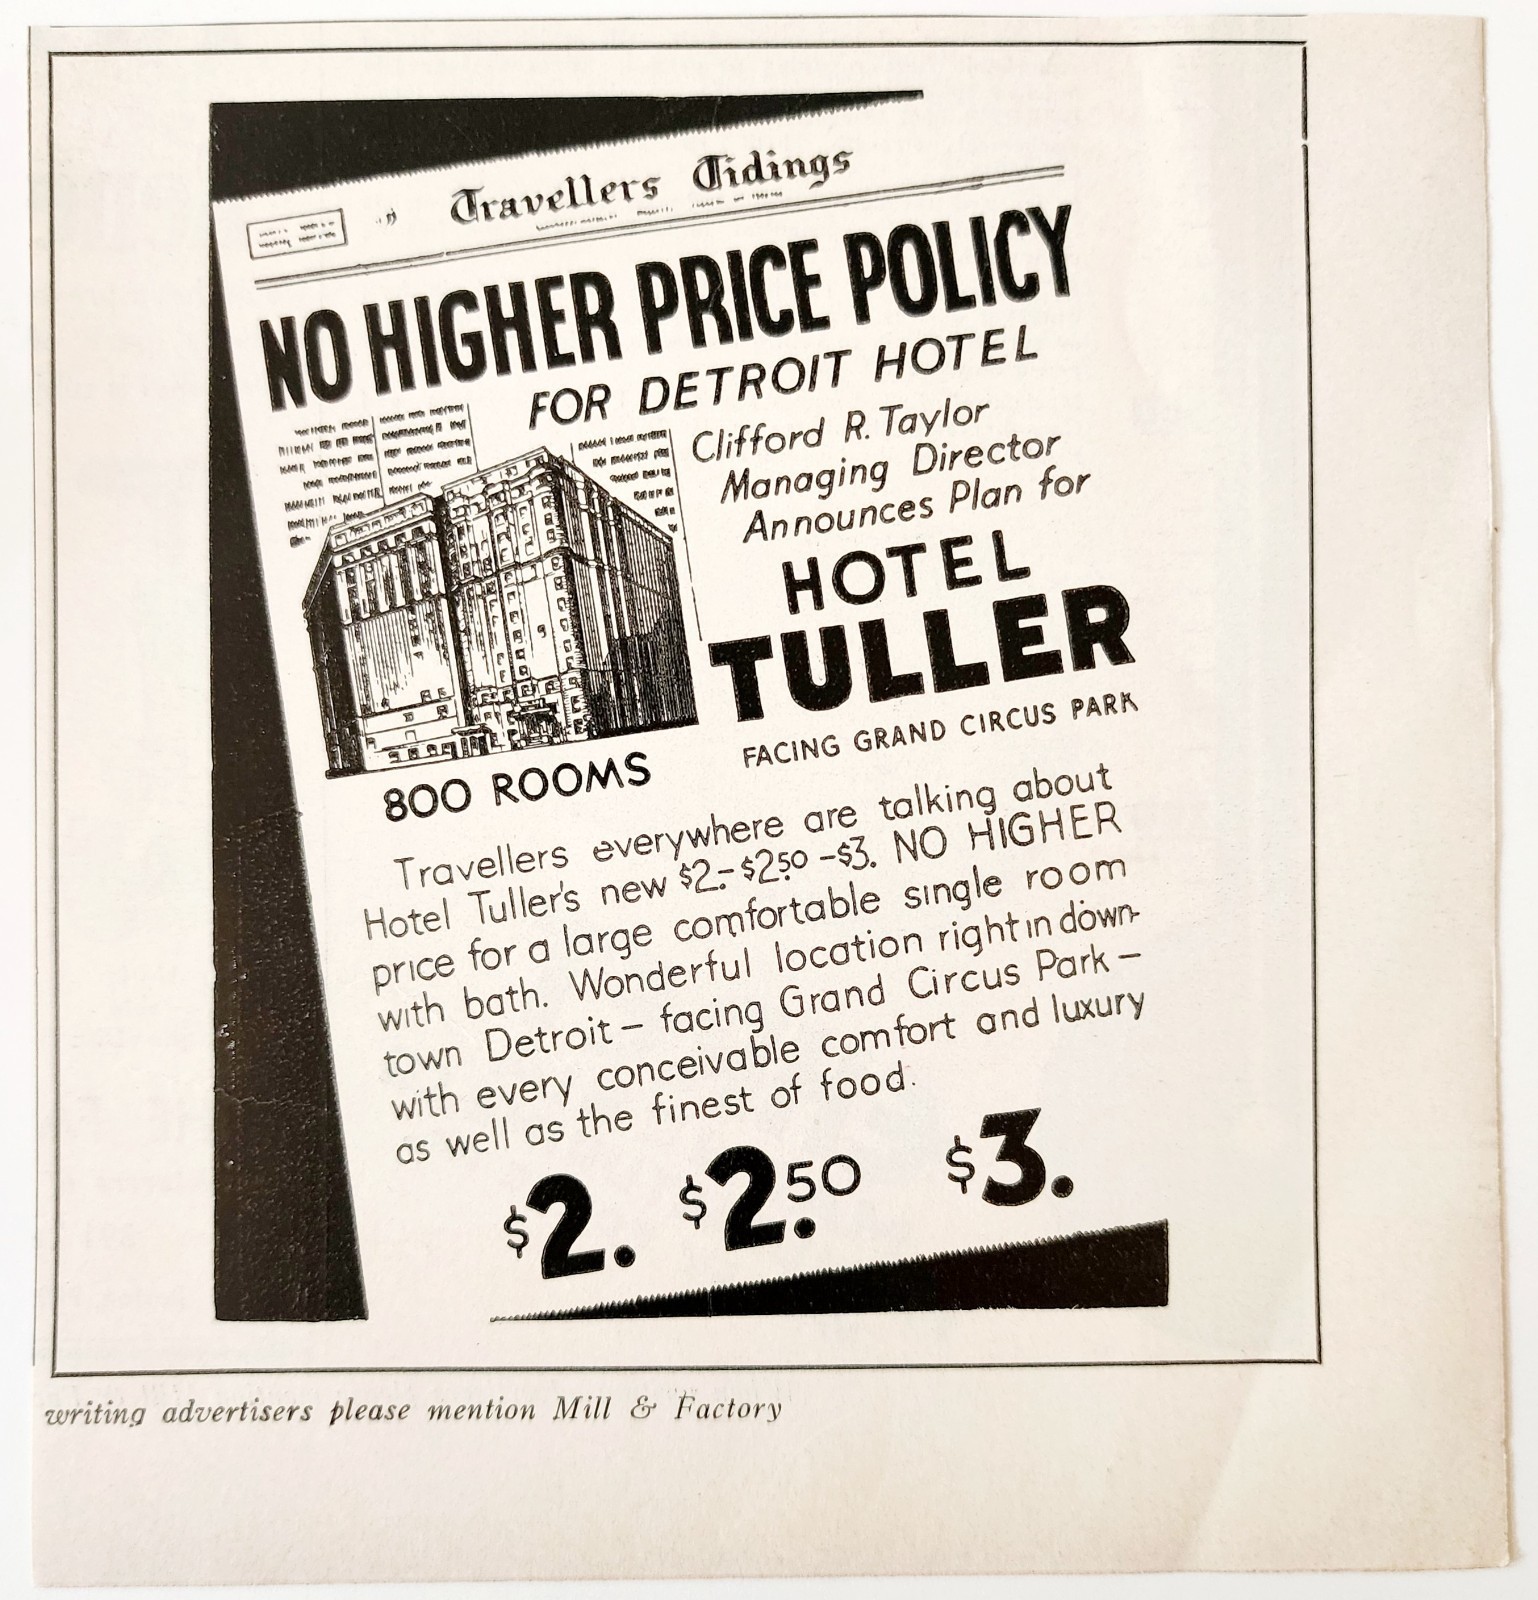 Travellers Tidings
NO HIGHER PRICE POLICY
FOR DETROIT HOTEL
Clifford R. Taylor
Managing Director
Announces Plan for
HOTEL
TULLER
FACING GRAND CIRCUS PARK
800 ROOMS
Travellers everywhere are talking about
Hotel Tuller's new $2.-$2.50-$3. NO HIGHER
price for a large comfortable single room
with bath. Wonderful location right in down-
town Detroit – facing Grand Circus Park –
with every conceivable comfort and luxury
as well as the finest of food.
$2. $2.50 $3.
writing advertisers please mention Mill & Factory